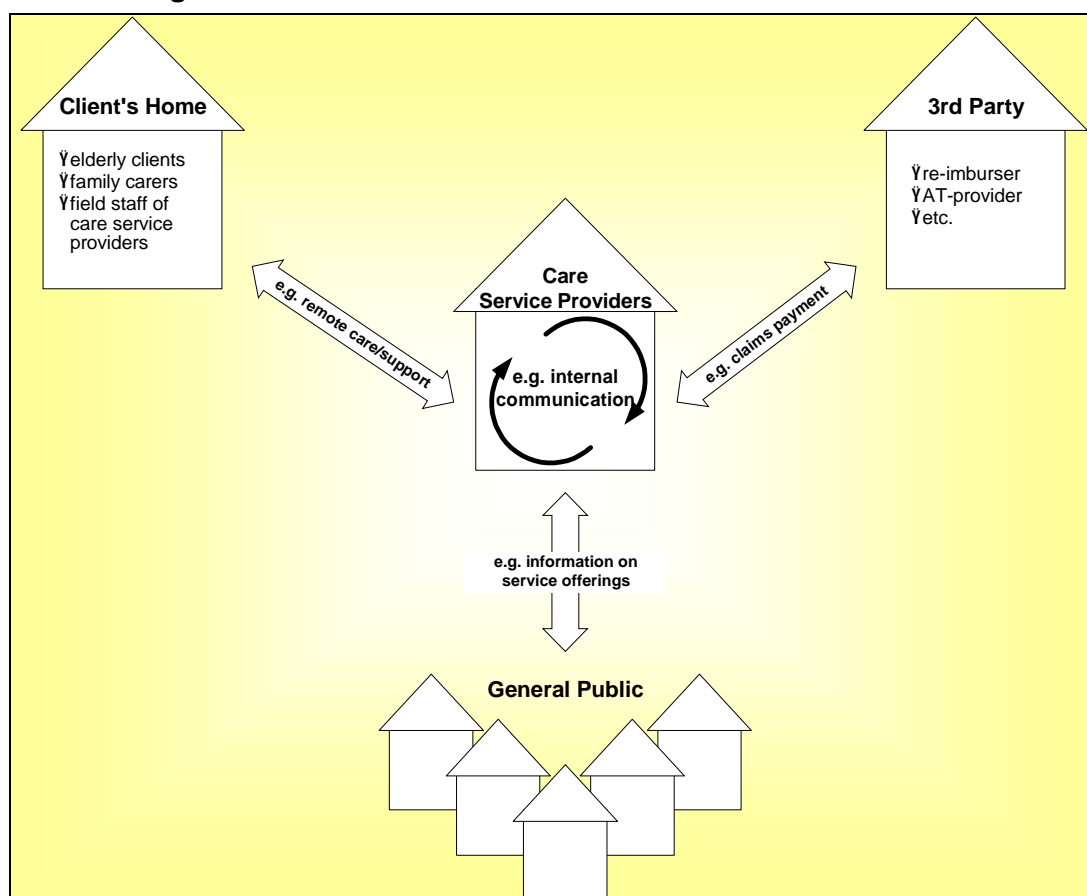 Client's Home
Ÿelderly clients
Ÿfamily carers
Ÿfield staff of
care service
providers
3rd Party
Ÿre-imburser
ŸAT-provider
Ÿetc.
Care
Service Providers
e.g. internal
communication
e.g. remote care/support
e.g. claims payment
e.g. information on
service offerings
General Public